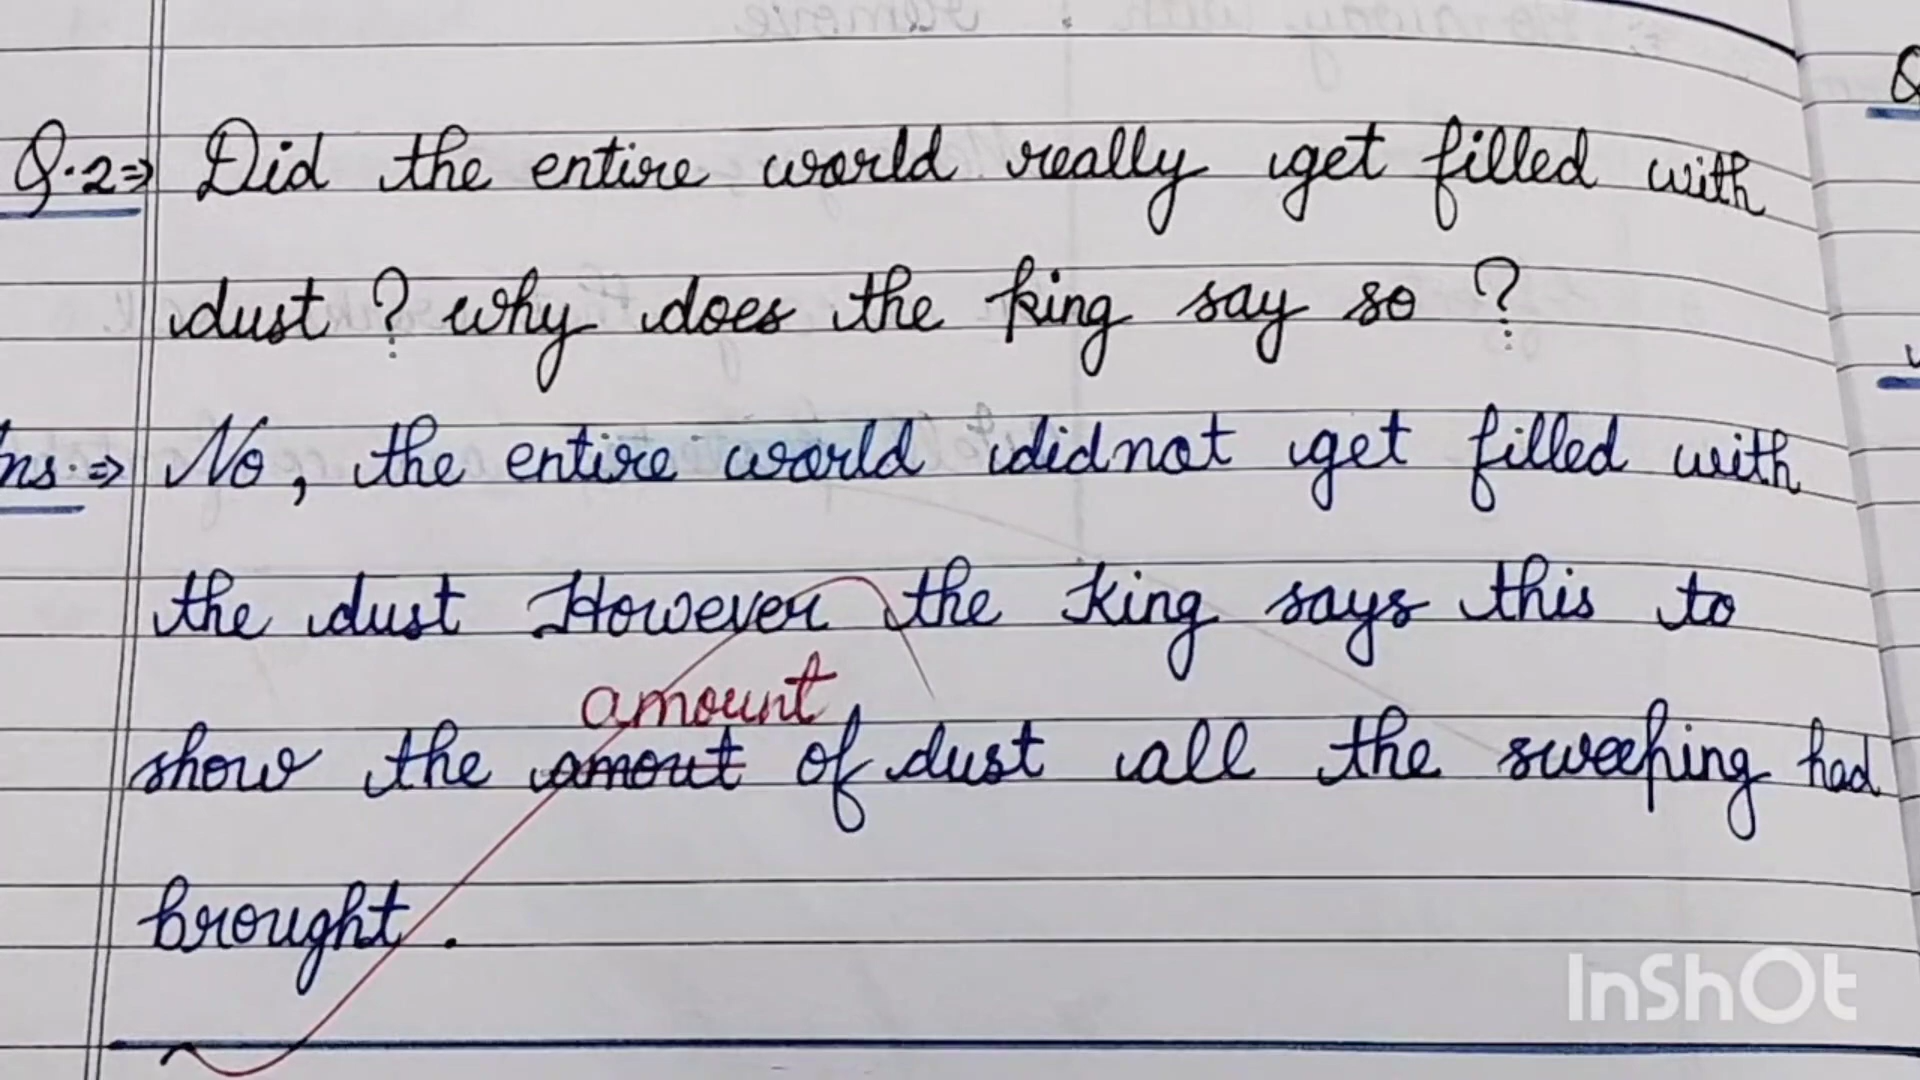 Q.2⇒ Did the entire world really get filled with
dust ? why does the king say so ?
Ans.⇒ No, the entire world did not get filled with
the dust However the King says this to
amount
show the amout of dust all the sweeping had
brought .
InShOt